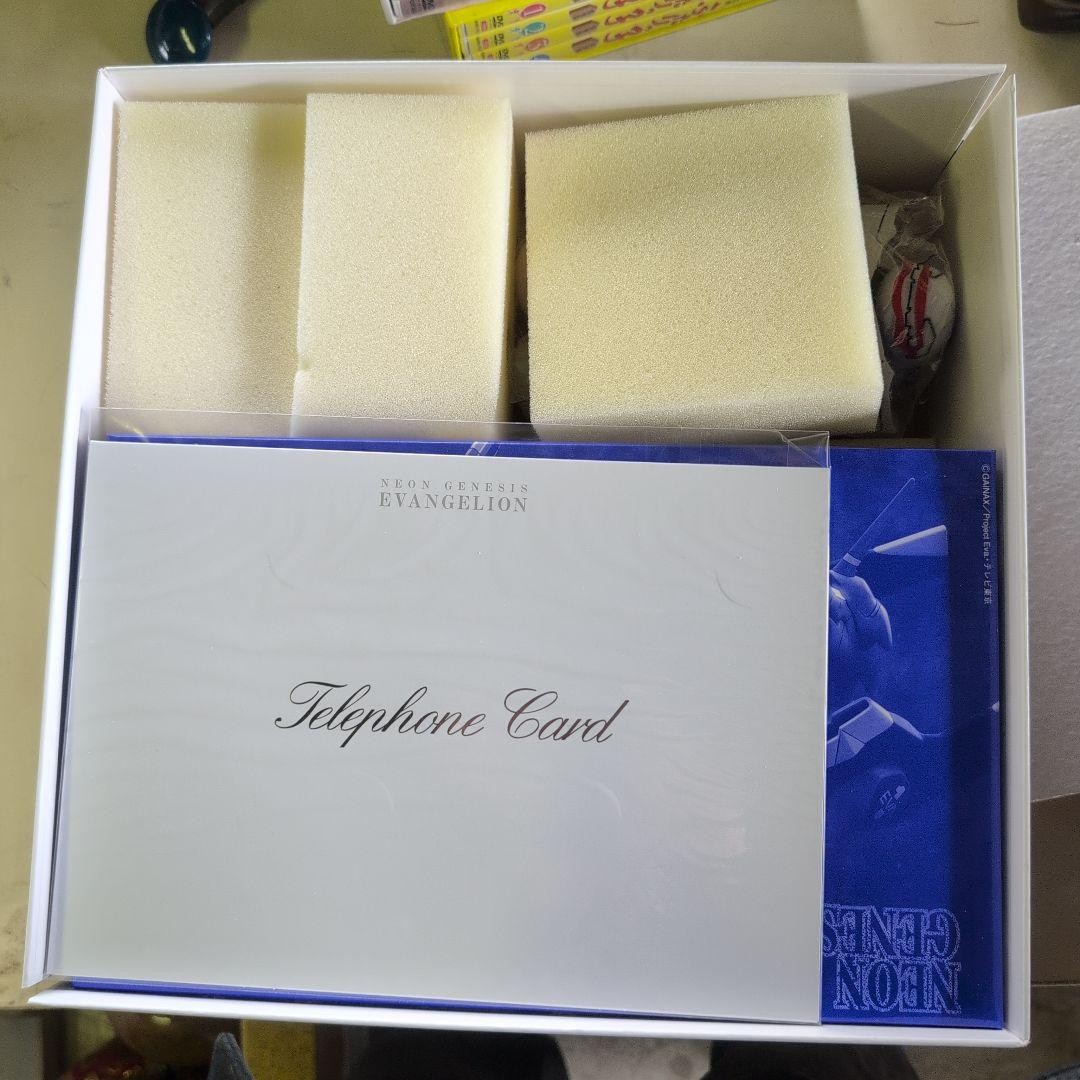 NEON GENESIS
EVANGELION
Telephone Card
©GAINAX／Project Eva・テレビ東京
NEON
GENES